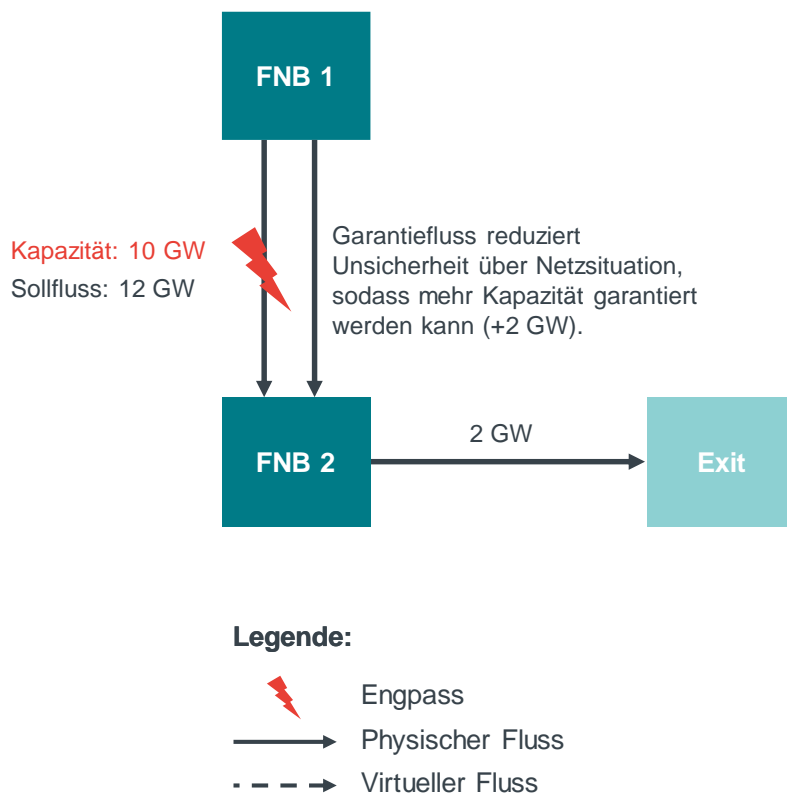 FNB 1
Kapazität: 10 GW
Sollfluss: 12 GW
Garantiefluss reduziert
Unsicherheit über Netzsituation,
sodass mehr Kapazität garantiert
werden kann (+2 GW).
FNB 2
2 GW
Exit
Legende:
Engpass
Physischer Fluss
Virtueller Fluss